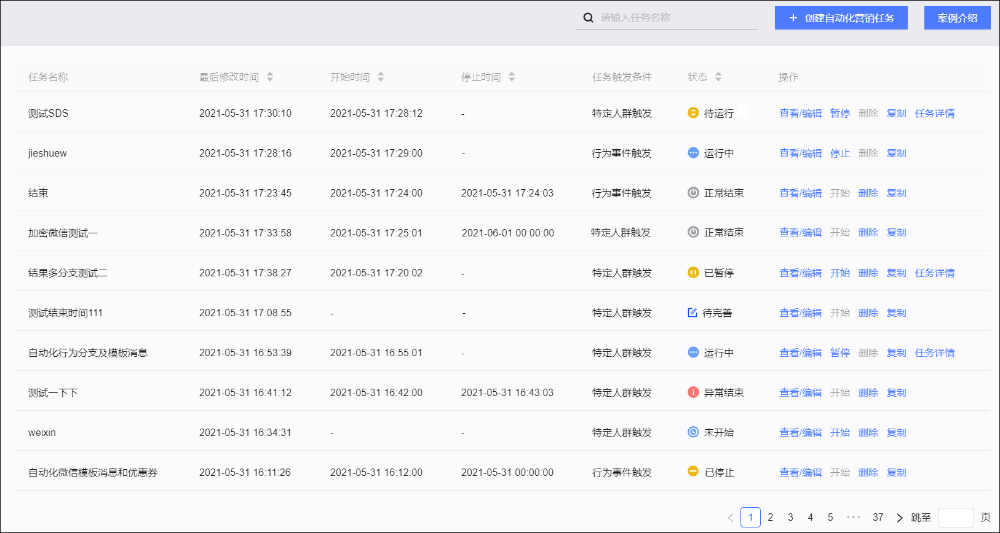 请输入任务名称 + 创建自动化营销任务 案例介绍
任务名称 最后修改时间 开始时间 停止时间 任务触发条件 状态 操作
测试SDS 2021-05-31 17:30:10 2021-05-31 17:28:12 - 特定人群触发 待运行 查看/编辑 暂停 删除 复制 任务详情
jieshuew 2021-05-31 17:28:16 2021-05-31 17:29:00 - 行为事件触发 运行中 查看/编辑 停止 删除 复制
结束 2021-05-31 17:23:45 2021-05-31 17:24:00 2021-05-31 17:24:03 行为事件触发 正常结束 查看/编辑 开始 删除 复制
加密微信测试一 2021-05-31 17:33:58 2021-05-31 17:25:01 2021-06-01 00:00:00 特定人群触发 正常结束 查看/编辑 开始 删除 复制
结果多分支测试二 2021-05-31 17:38:27 2021-05-31 17:20:02 - 特定人群触发 已暂停 查看/编辑 开始 删除 复制 任务详情
测试结束时间111 2021-05-31 17:08:55 - - 特定人群触发 待完善 查看/编辑 开始 删除 复制
自动化行为分支及模板消息 2021-05-31 16:53:39 2021-05-31 16:55:01 - 特定人群触发 运行中 查看/编辑 暂停 删除 复制 任务详情
测试一下下 2021-05-31 16:41:12 2021-05-31 16:42:00 2021-05-31 16:43:03 特定人群触发 异常结束 查看/编辑 开始 删除 复制
weixin 2021-05-31 16:34:31 - - 特定人群触发 未开始 查看/编辑 开始 删除 复制
自动化微信模板消息和优惠券 2021-05-31 16:11:26 2021-05-31 16:12:00 2021-05-31 00:00:00 行为事件触发 已停止 查看/编辑 开始 删除 复制
< 1 2 3 4 5 ••• 37 > 跳至 页